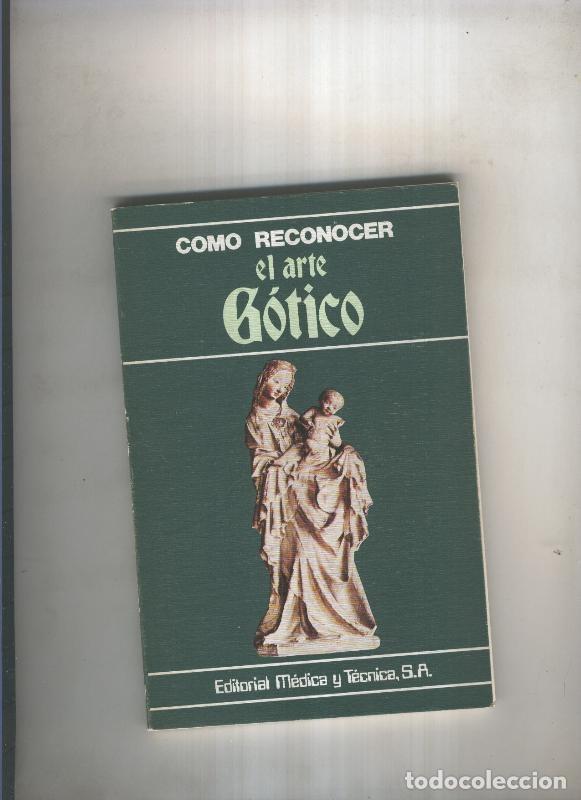 COMO RECONOCER
el arte
Gótico
Editorial Médica y Técnica, S.A.
todocoleccion